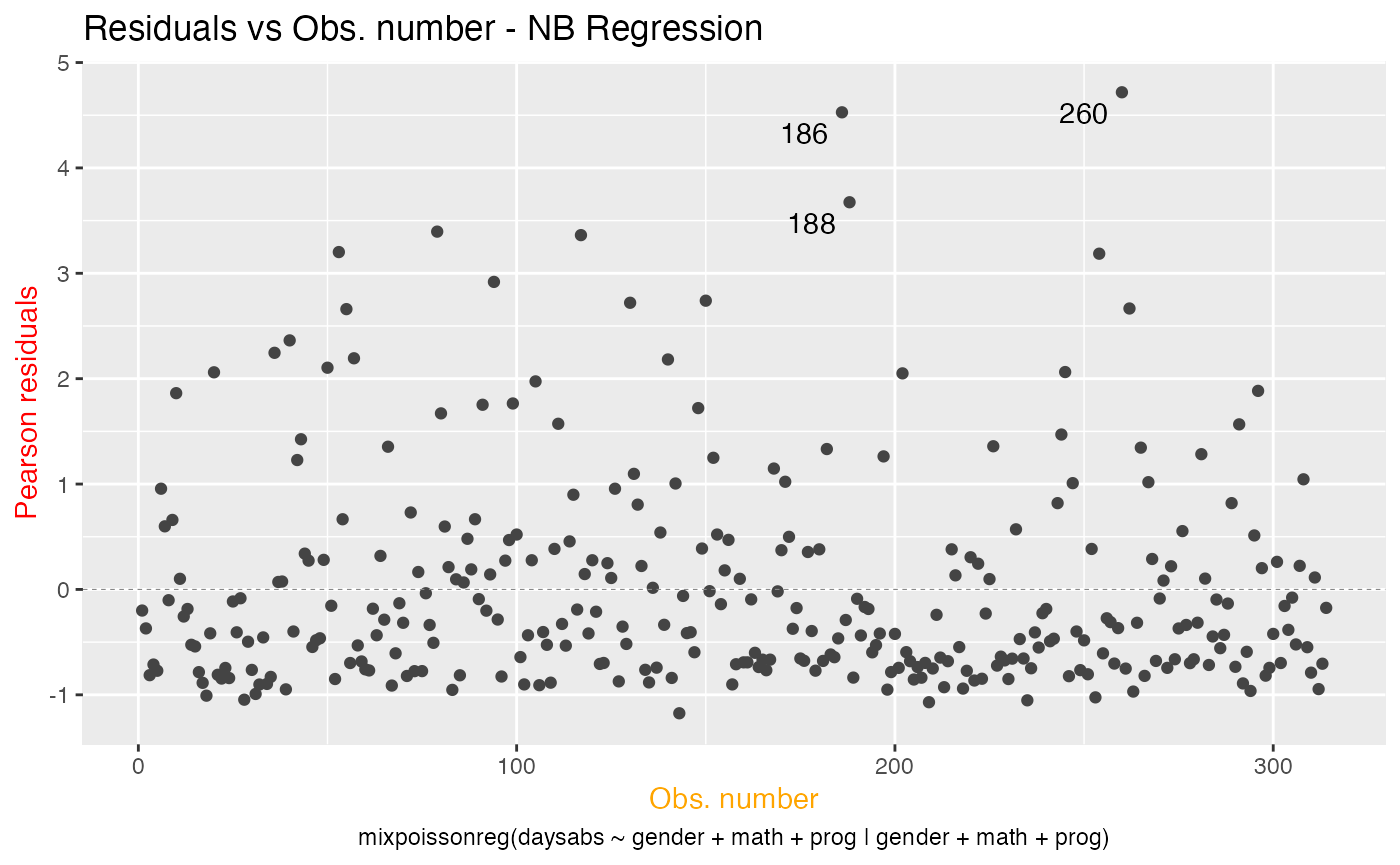 Residuals vs Obs. number - NB Regression
5
4
3
2
1
0
-1
Pearson residuals
186
260
188
0 100 200 300
Obs. number
mixpoissonreg(daysabs ~ gender + math + prog | gender + math + prog)